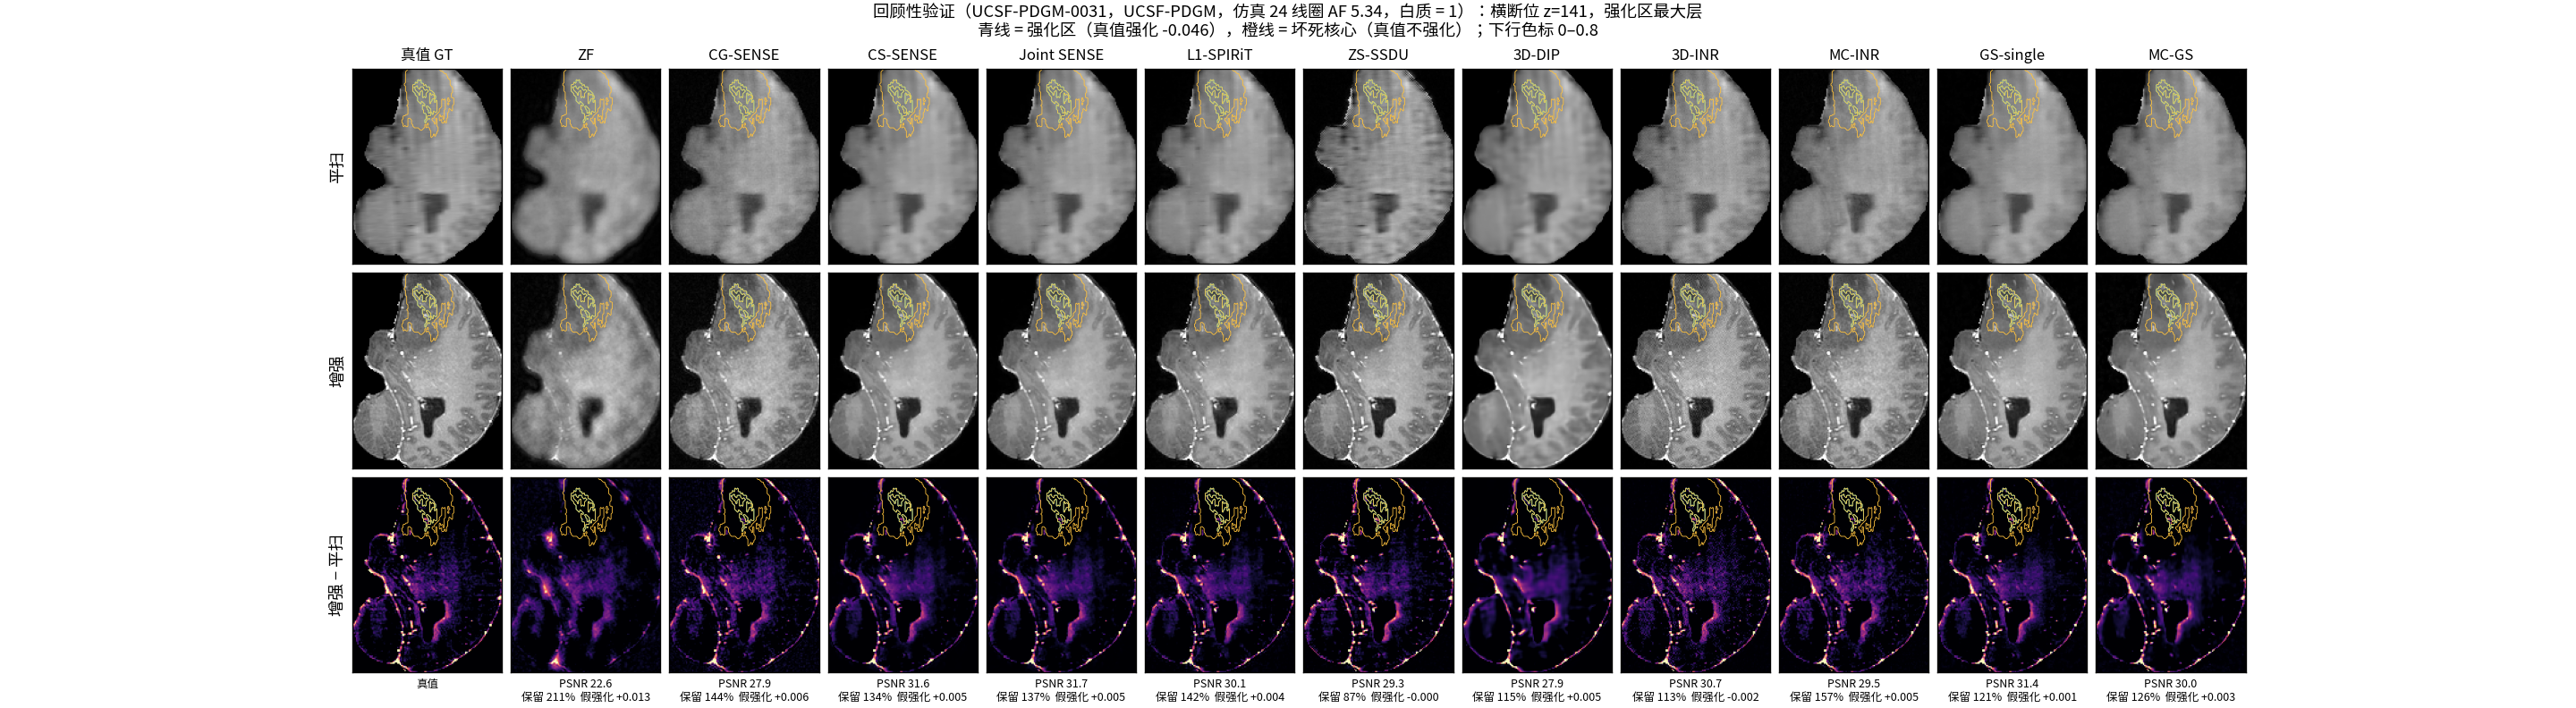 回顾性验证（UCSF-PDGM-0031，UCSF-PDGM，仿真 24 线圈 AF 5.34，白质 = 1）：横断位 z=141，强化区最大层
青线 = 强化区（真值强化 -0.046），橙线 = 坏死核心（真值不强化）；下行色标 0–0.8
真值 GT
ZF
CG-SENSE
CS-SENSE
Joint SENSE
L1-SPIRiT
ZS-SSDU
3D-DIP
3D-INR
MC-INR
GS-single
MC-GS
平扫
增强
增强 − 平扫
真值
PSNR 22.6
保留 211% 假强化 +0.013
PSNR 27.9
保留 144% 假强化 +0.006
PSNR 31.6
保留 134% 假强化 +0.005
PSNR 31.7
保留 137% 假强化 +0.005
PSNR 30.1
保留 142% 假强化 +0.004
PSNR 29.3
保留 87% 假强化 -0.000
PSNR 27.9
保留 115% 假强化 +0.005
PSNR 30.7
保留 113% 假强化 -0.002
PSNR 29.5
保留 157% 假强化 +0.005
PSNR 31.4
保留 121% 假强化 +0.001
PSNR 30.0
保留 126% 假强化 +0.003